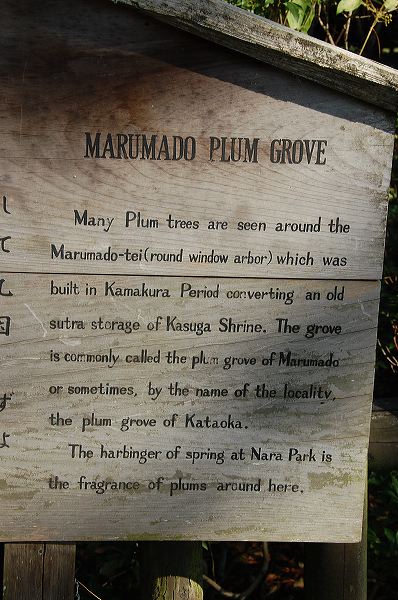 MARUMADO PLUM GROVE
Many Plum trees are seen around the
Marumado-tei (round window arbor) which was
built in Kamakura Period converting an old
sutra storage of Kasuga Shrine. The grove
is commonly called the plum grove of Marumado
or sometimes, by the name of the locality,
the plum grove of Kataoka.
The harbinger of spring at Nara Park is
the fragrance of plums around here.